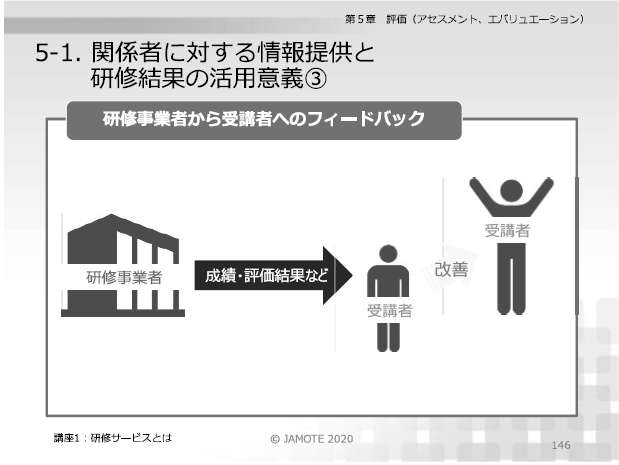 第5章 評価（アセスメント、エバリュエーション）
5-1. 関係者に対する情報提供と
研修結果の活用意義③
研修事業者から受講者へのフィードバック
研修事業者
成績・評価結果など
受講者
改善
受講者
講座1：研修サービスとは
© JAMOTE 2020
146